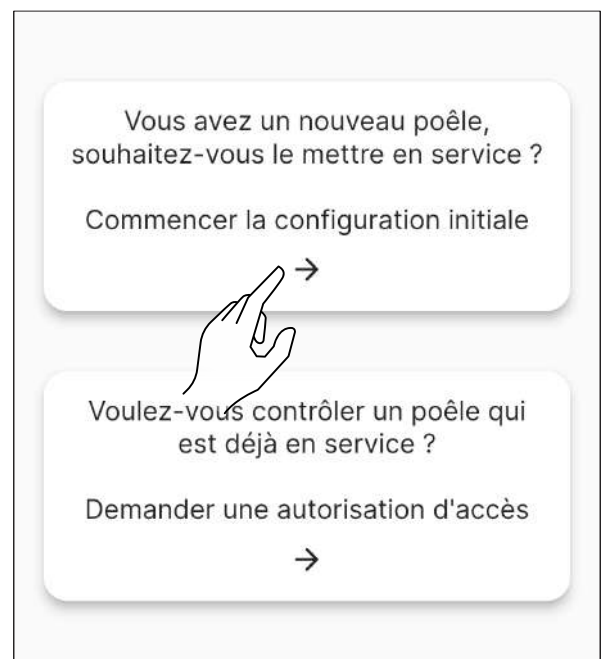 Vous avez un nouveau poêle,
souhaitez-vous le mettre en service ?
Commencer la configuration initiale
→
Voulez-vous contrôler un poêle qui
est déjà en service ?
Demander une autorisation d'accès
→